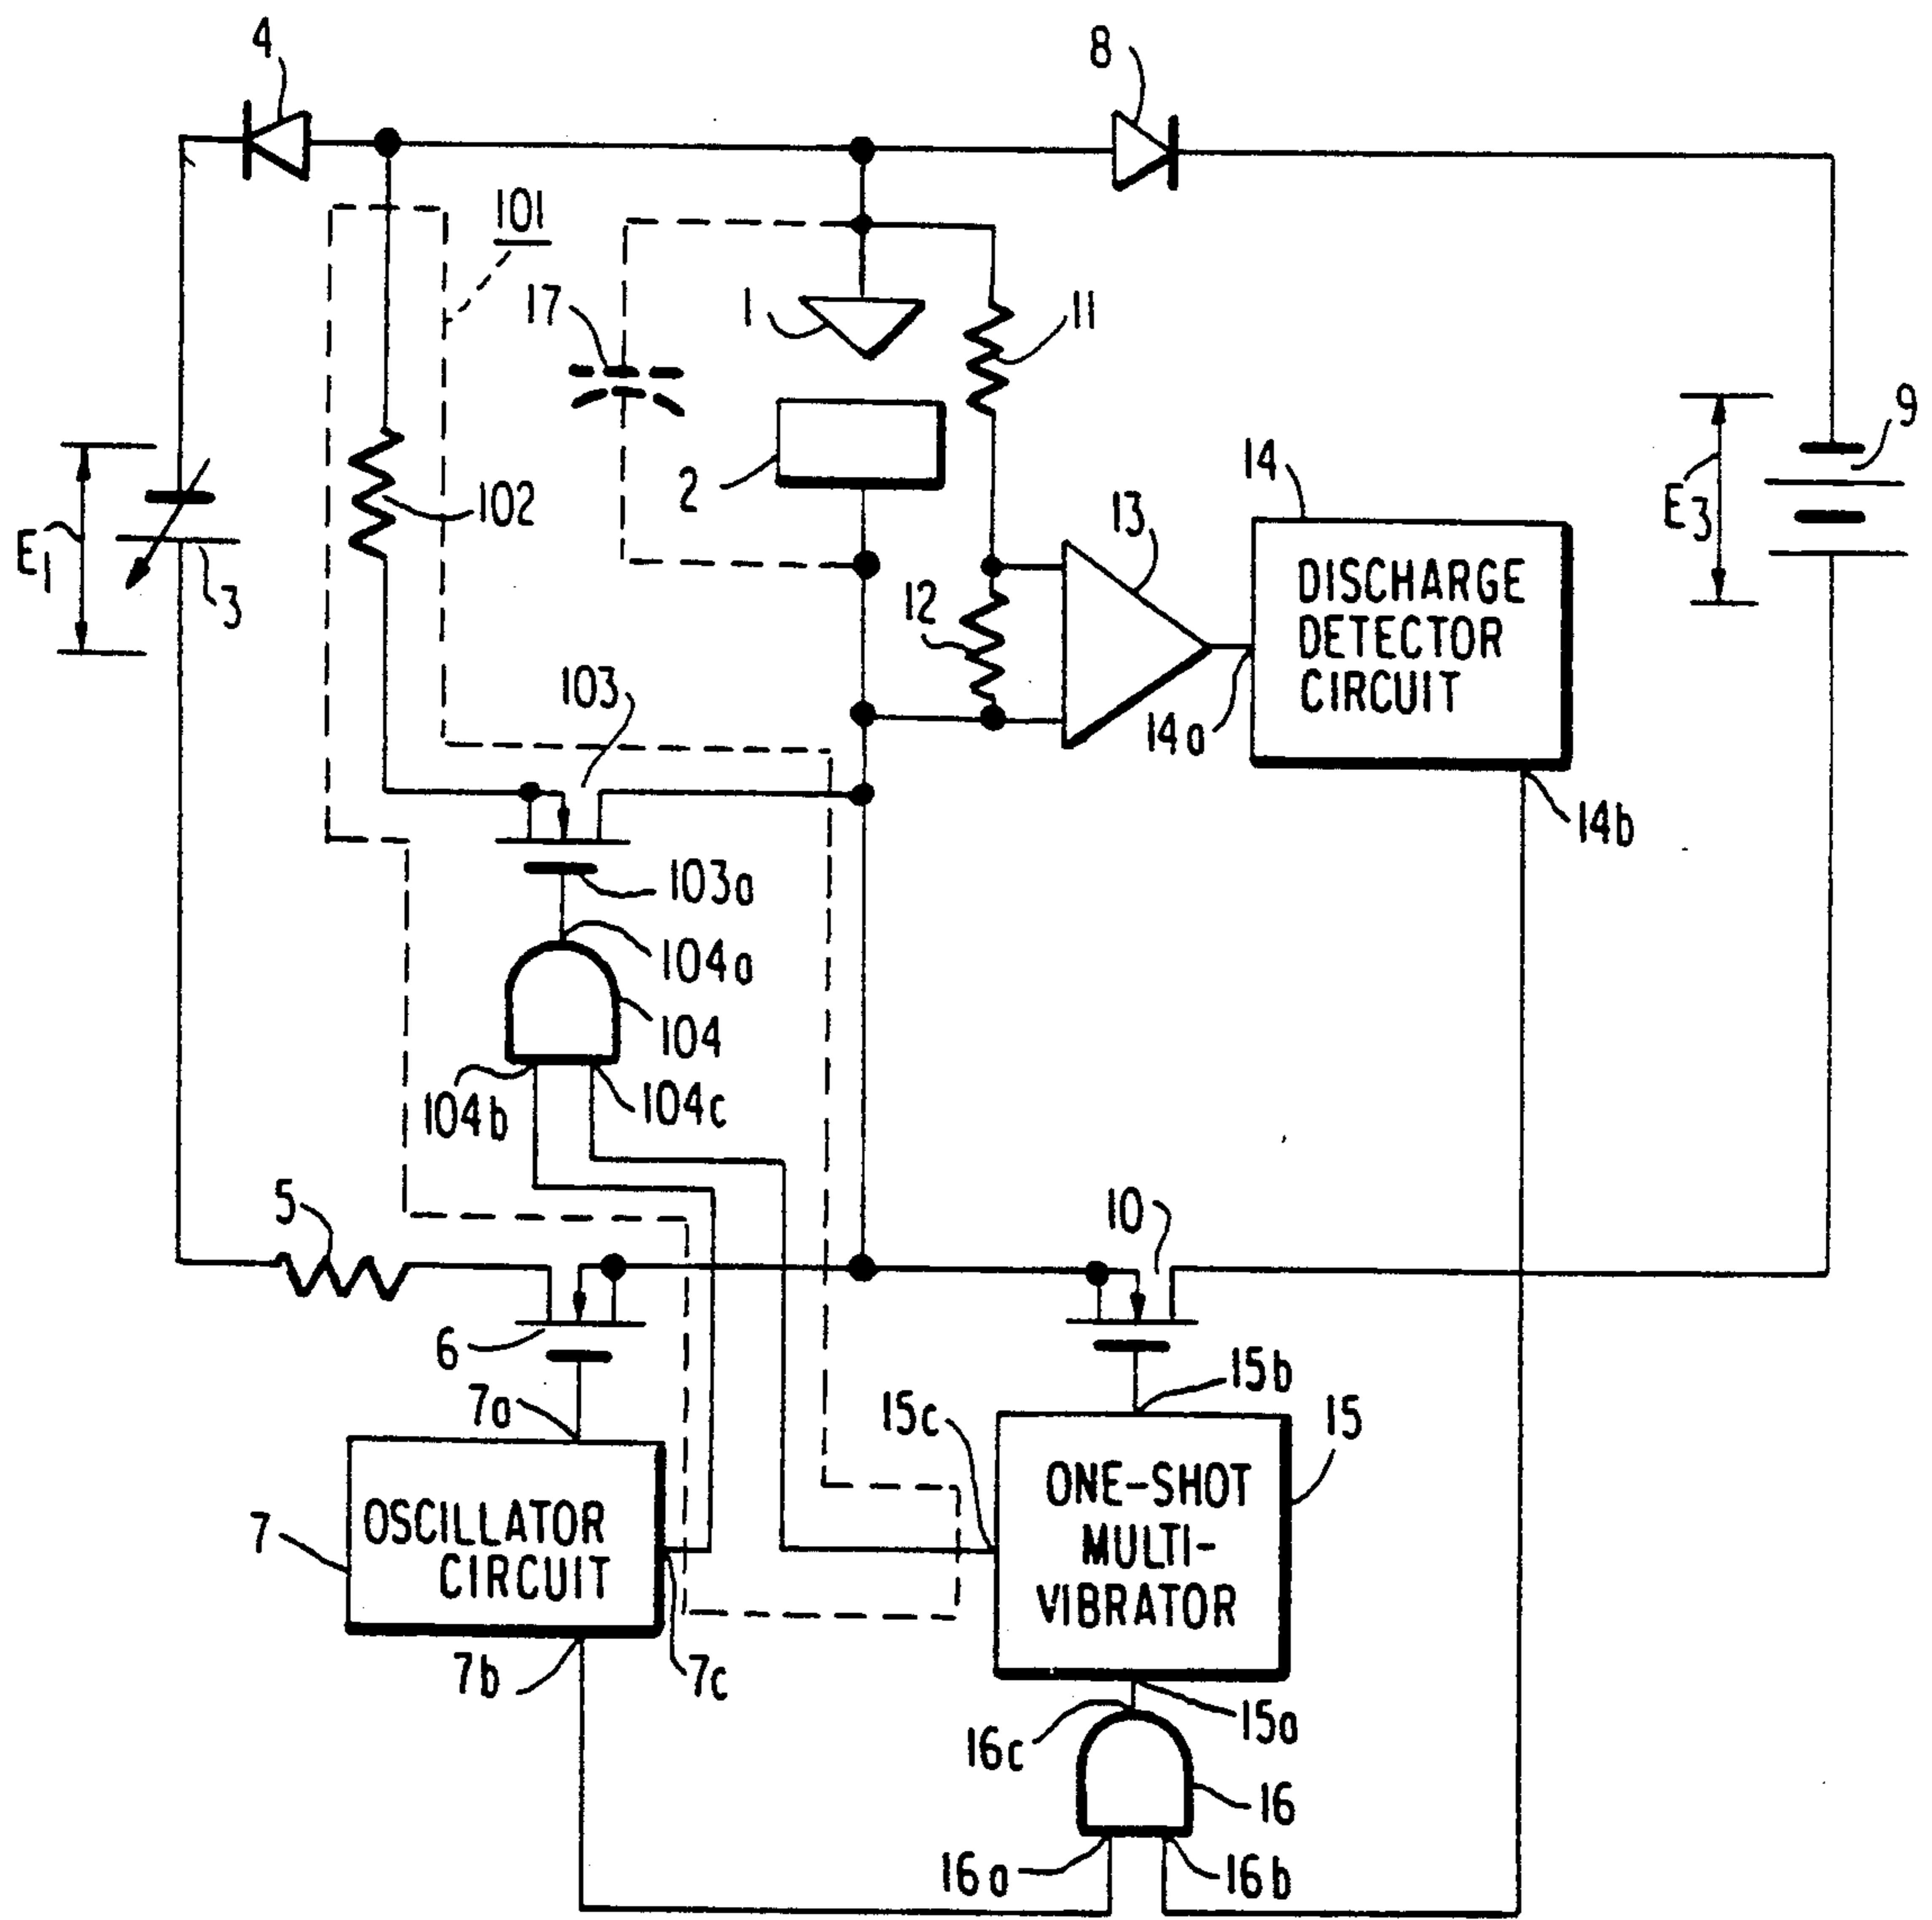 4
8
101
17
1
11
9
E1
3
102
2
14
13
E3
12
DISCHARGE
DETECTOR
CIRCUIT
103
14a
14b
103a
104a
104
104b
104c
5
10
6
7a
15b
15c
15
ONE-SHOT
MULTI-
VIBRATOR
7
OSCILLATOR
CIRCUIT
7b
7c
15a
16c
16
16a
16b